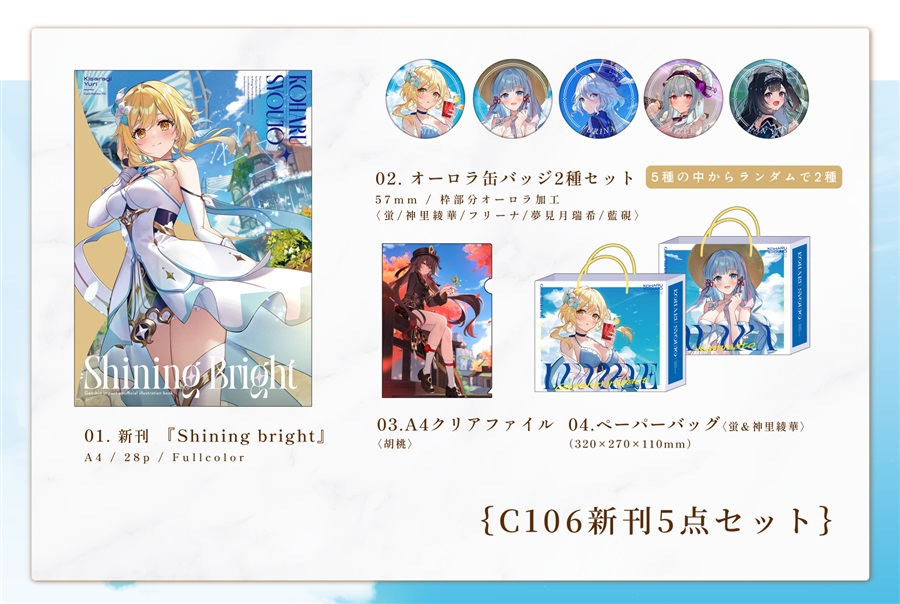 Kisaragi
Yuri
KOHARU
SYOUJO
Shining Bright
01. 新刊 『Shining bright』
A4 / 28p / Fullcolor
02. オーロラ缶バッジ2種セット
5種の中からランダムで2種
57mm / 枠部分オーロラ加工
〈蛍/神里綾華/フリーナ/夢見月瑞希/藍硯〉
03.A4クリアファイル
〈胡桃〉
04.ペーパーバッグ〈蛍&神里綾華〉
(320×270×110mm)
{C106新刊5点セット}